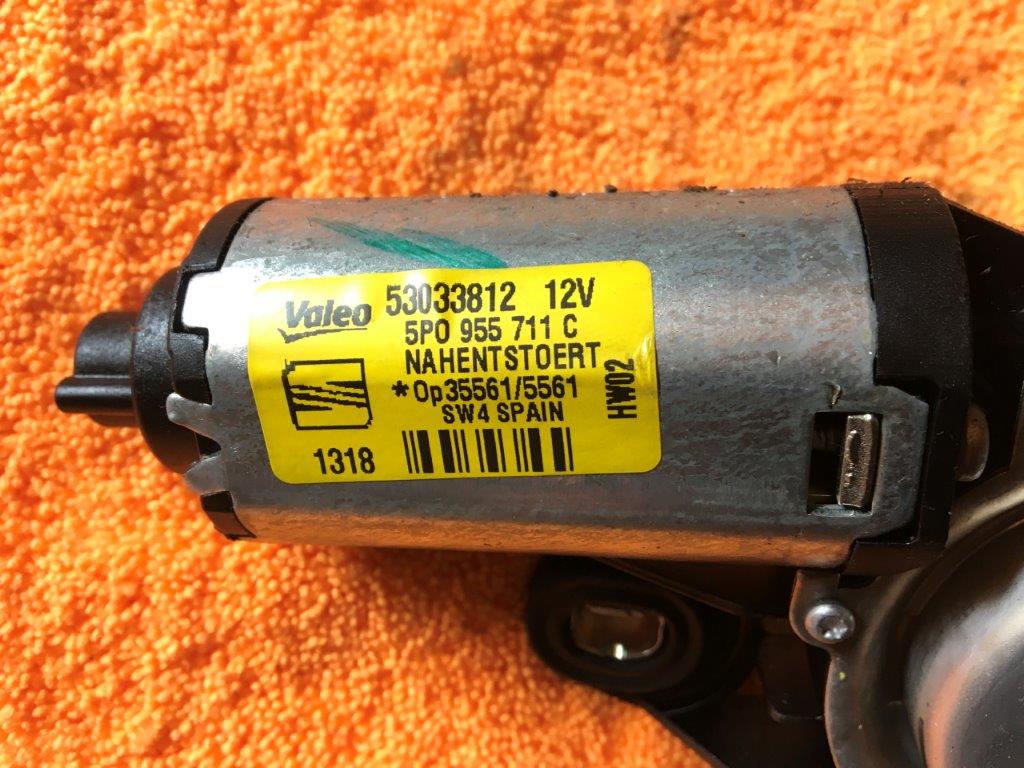 Valeo 53033812 12V
5P0 955 711 C
NAHENTSTOERT
*Op35561/5561
SW4 SPAIN
HW02
1318